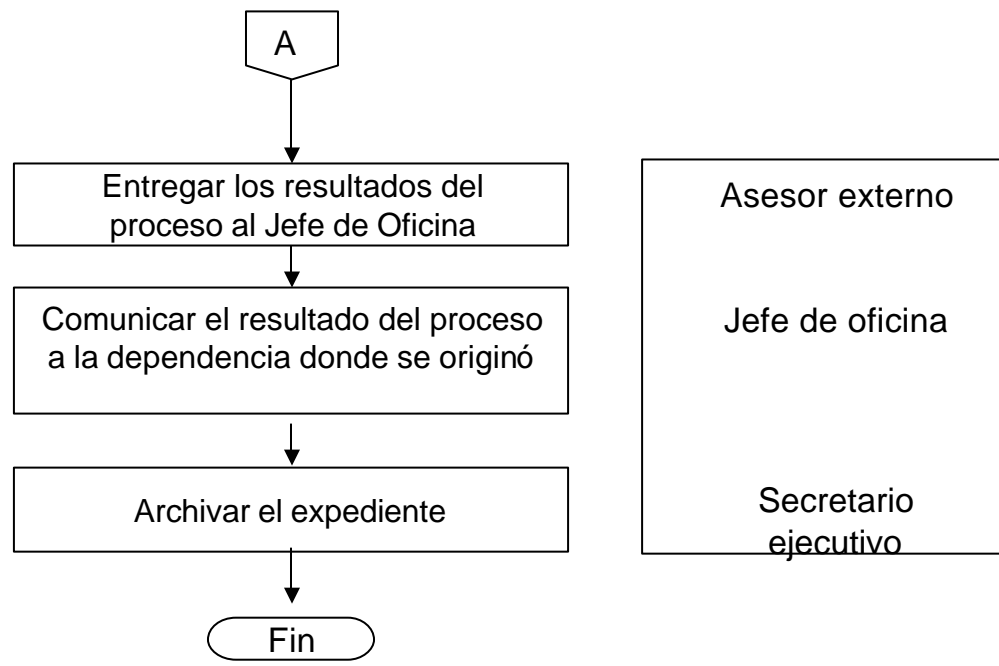 A
Entregar los resultados del
proceso al Jefe de Oficina
Asesor externo
Comunicar el resultado del proceso
a la dependencia donde se originó
Jefe de oficina
Archivar el expediente
Secretario
ejecutivo
Fin